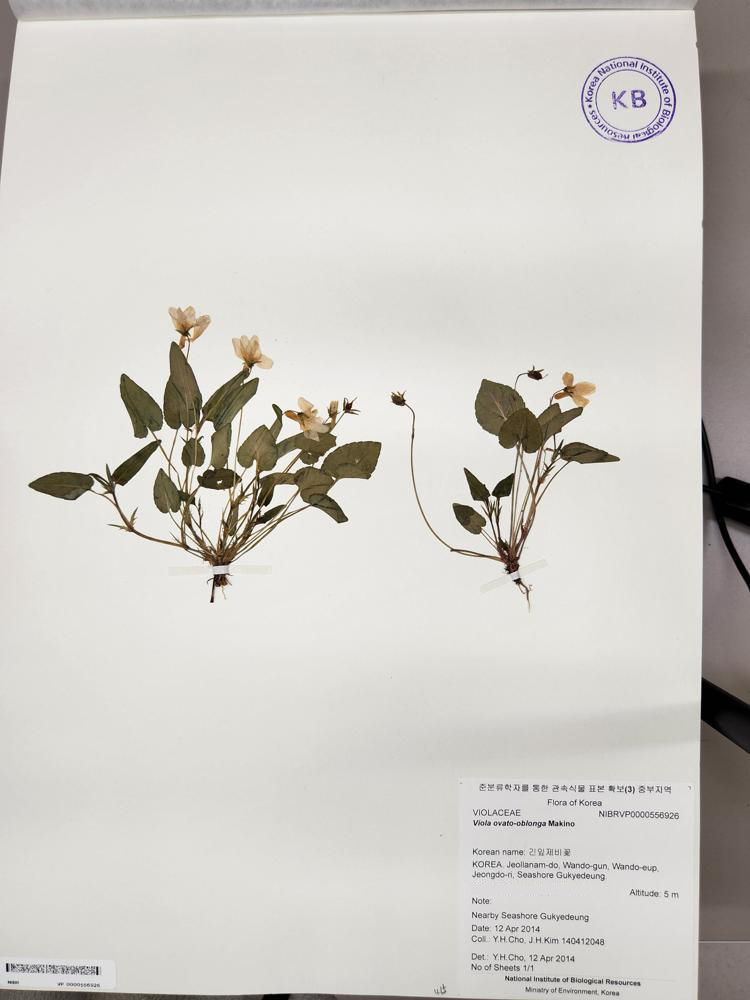 Korea National Institute of Biological Resources
KB
준분류학자를 통한 관속식물 표본 확보(3) 중부지역
Flora of Korea
VIOLACEAE NIBRVP0000556926
Viola ovato-oblonga Makino
Korean name: 긴잎제비꽃
KOREA. Jeollanam-do, Wando-gun, Wando-eup,
Jeongdo-ri, Seashore Gukyedeung.
Altitude: 5 m
Note:
Nearby Seashore Gukyedeung
Date: 12 Apr 2014
Coll.: Y.H.Cho, J.H.Kim 140412048
Det.: Y.H.Cho, 12 Apr 2014
No of Sheets 1/1
National Institute of Biological Resources
Ministry of Environment, Korea
NIBR VP 0000556926